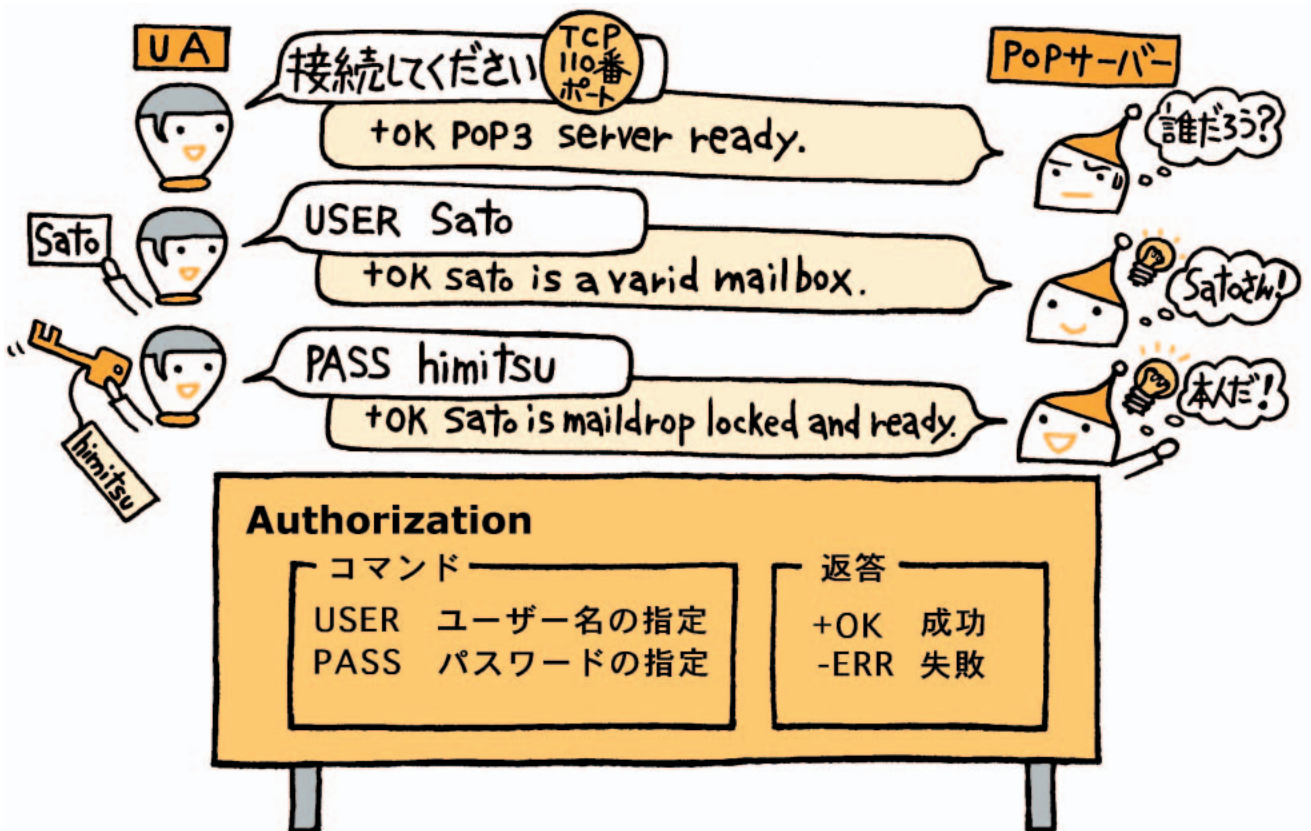 UA
接続してください
TCP
110番
ポート
POPサーバー
誰だろう?
+OK POP3 server ready.
Sato
USER Sato
+OK sato is a varid mailbox.
Satoさん!
himitsu
PASS himitsu
+OK Sato is maildrop locked and ready.
本人だ!
Authorization
コマンド
USER ユーザー名の指定
PASS パスワードの指定
返答
+OK 成功
-ERR 失敗